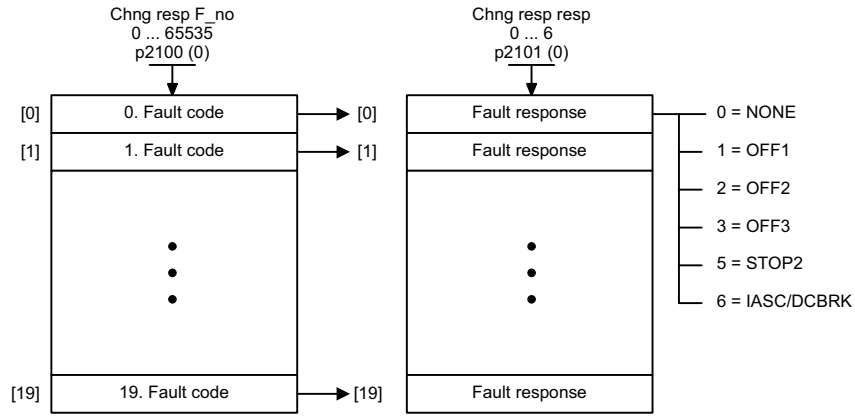 Chng resp F_no
0 ... 65535
p2100 (0)
Chng resp resp
0 ... 6
p2101 (0)
[0] 0. Fault code [0] Fault response 0 = NONE
[1] 1. Fault code [1] Fault response 1 = OFF1
2 = OFF2
3 = OFF3
5 = STOP2
6 = IASC/DCBRK
[19] 19. Fault code [19] Fault response